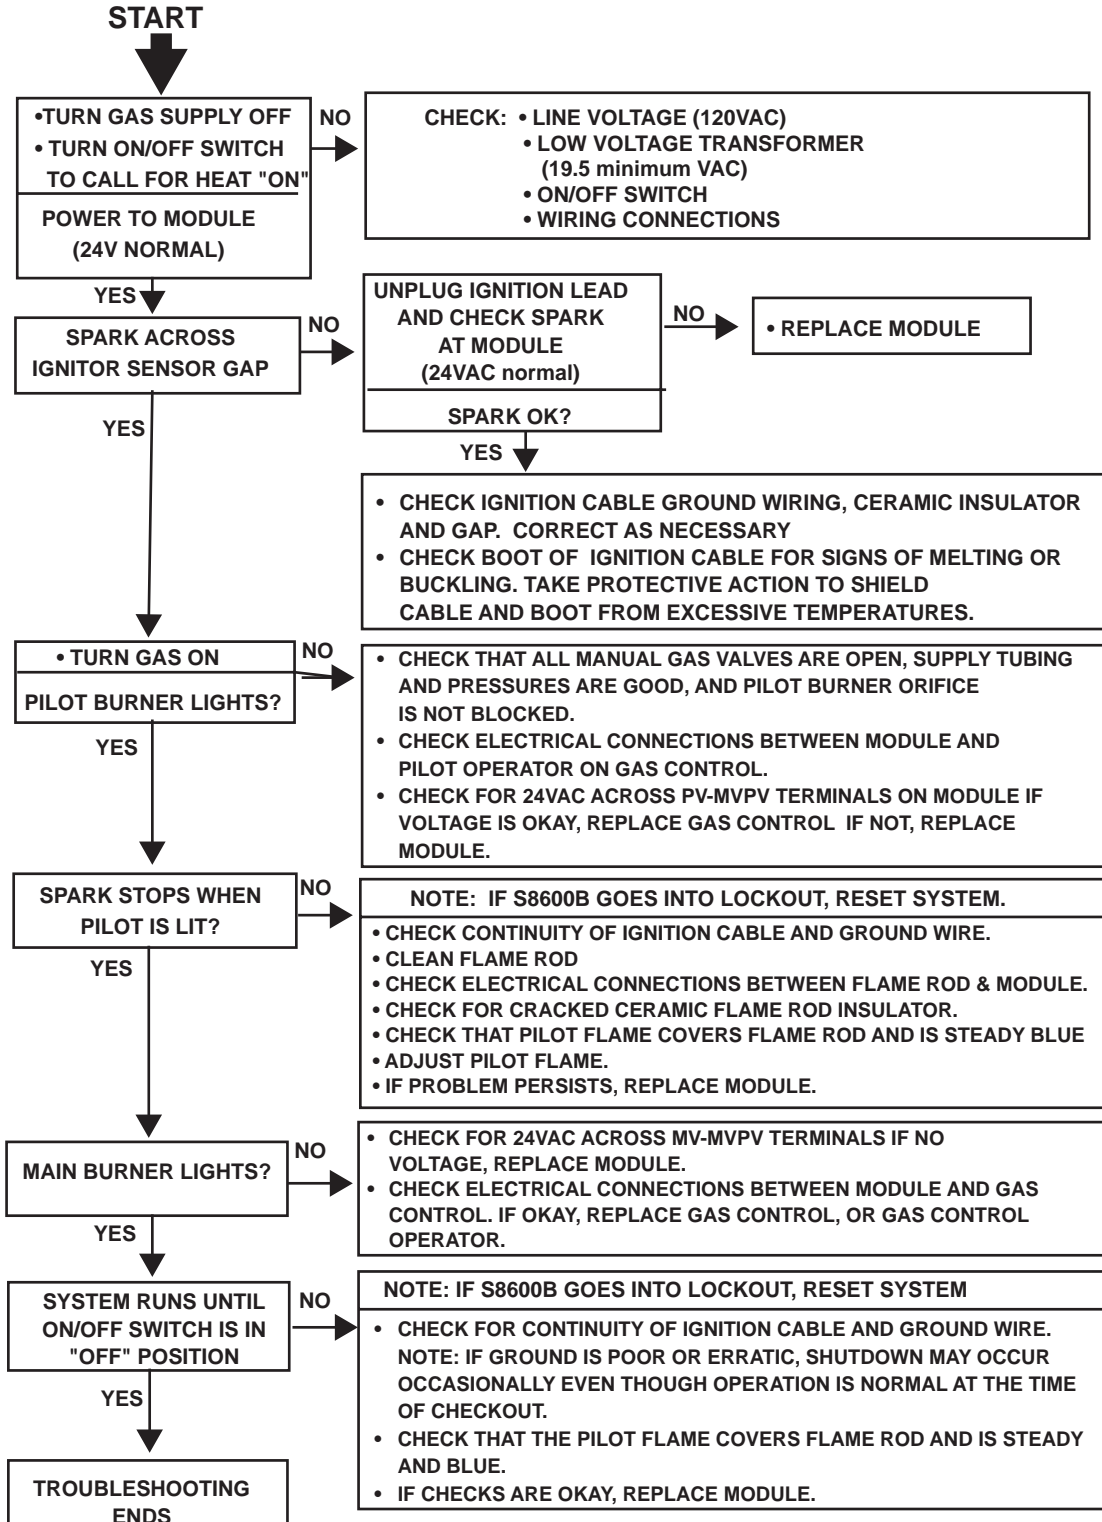 START
•TURN GAS SUPPLY OFF
• TURN ON/OFF SWITCH
TO CALL FOR HEAT "ON"
POWER TO MODULE
(24V NORMAL)
NO
CHECK: • LINE VOLTAGE (120VAC)
• LOW VOLTAGE TRANSFORMER
(19.5 minimum VAC)
• ON/OFF SWITCH
• WIRING CONNECTIONS
YES
SPARK ACROSS
IGNITOR SENSOR GAP
NO
UNPLUG IGNITION LEAD
AND CHECK SPARK
AT MODULE
(24VAC normal)
SPARK OK?
NO
• REPLACE MODULE
YES
• CHECK IGNITION CABLE GROUND WIRING, CERAMIC INSULATOR
AND GAP. CORRECT AS NECESSARY
• CHECK BOOT OF IGNITION CABLE FOR SIGNS OF MELTING OR
BUCKLING. TAKE PROTECTIVE ACTION TO SHIELD
CABLE AND BOOT FROM EXCESSIVE TEMPERATURES.
YES
• TURN GAS ON
PILOT BURNER LIGHTS?
NO
• CHECK THAT ALL MANUAL GAS VALVES ARE OPEN, SUPPLY TUBING
AND PRESSURES ARE GOOD, AND PILOT BURNER ORIFICE
IS NOT BLOCKED.
• CHECK ELECTRICAL CONNECTIONS BETWEEN MODULE AND
PILOT OPERATOR ON GAS CONTROL.
• CHECK FOR 24VAC ACROSS PV-MVPV TERMINALS ON MODULE IF
VOLTAGE IS OKAY, REPLACE GAS CONTROL IF NOT, REPLACE
MODULE.
YES
SPARK STOPS WHEN
PILOT IS LIT?
NO
NOTE: IF S8600B GOES INTO LOCKOUT, RESET SYSTEM.
• CHECK CONTINUITY OF IGNITION CABLE AND GROUND WIRE.
• CLEAN FLAME ROD
• CHECK ELECTRICAL CONNECTIONS BETWEEN FLAME ROD & MODULE.
• CHECK FOR CRACKED CERAMIC FLAME ROD INSULATOR.
• CHECK THAT PILOT FLAME COVERS FLAME ROD AND IS STEADY BLUE
• ADJUST PILOT FLAME.
• IF PROBLEM PERSISTS, REPLACE MODULE.
YES
MAIN BURNER LIGHTS?
NO
• CHECK FOR 24VAC ACROSS MV-MVPV TERMINALS IF NO
VOLTAGE, REPLACE MODULE.
• CHECK ELECTRICAL CONNECTIONS BETWEEN MODULE AND GAS
CONTROL. IF OKAY, REPLACE GAS CONTROL, OR GAS CONTROL
OPERATOR.
YES
SYSTEM RUNS UNTIL
ON/OFF SWITCH IS IN
"OFF" POSITION
NO
NOTE: IF S8600B GOES INTO LOCKOUT, RESET SYSTEM
• CHECK FOR CONTINUITY OF IGNITION CABLE AND GROUND WIRE.
NOTE: IF GROUND IS POOR OR ERRATIC, SHUTDOWN MAY OCCUR
OCCASIONALLY EVEN THOUGH OPERATION IS NORMAL AT THE TIME
OF CHECKOUT.
• CHECK THAT THE PILOT FLAME COVERS FLAME ROD AND IS STEADY
AND BLUE.
• IF CHECKS ARE OKAY, REPLACE MODULE.
YES
TROUBLESHOOTING
ENDS